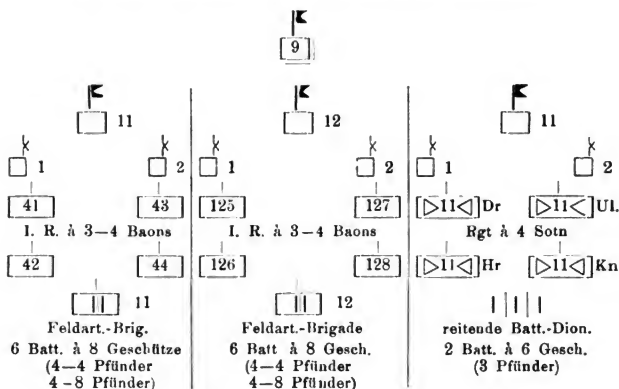 9
11 12 11
1 2 1 2 1 2
41 43 125 127 11 Dr 11 Ul.
I. R. à 3—4 Baons I. R. à 3—4 Baons Rgt à 4 Sotn
42 44 126 128 11 Hr 11 Kn
11 12
Feldart.-Brig. Feldart.-Brigade reitende Batt.-Dion.
6 Batt. à 8 Geschütze 6 Batt à 8 Gesch. 2 Batt. à 6 Gesch.
(4—4 Pfünder (4—4 Pfünder (3 Pfünder)
4-8 Pfünder) 4—8 Pfünder)